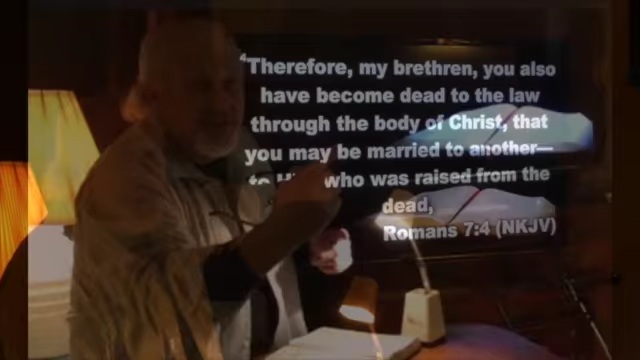 ⁴Therefore, my brethren, you also
have become dead to the law
through the body of Christ, that
you may be married to another—
to who was raised from the
dead,
Romans 7:4 (NKJV)